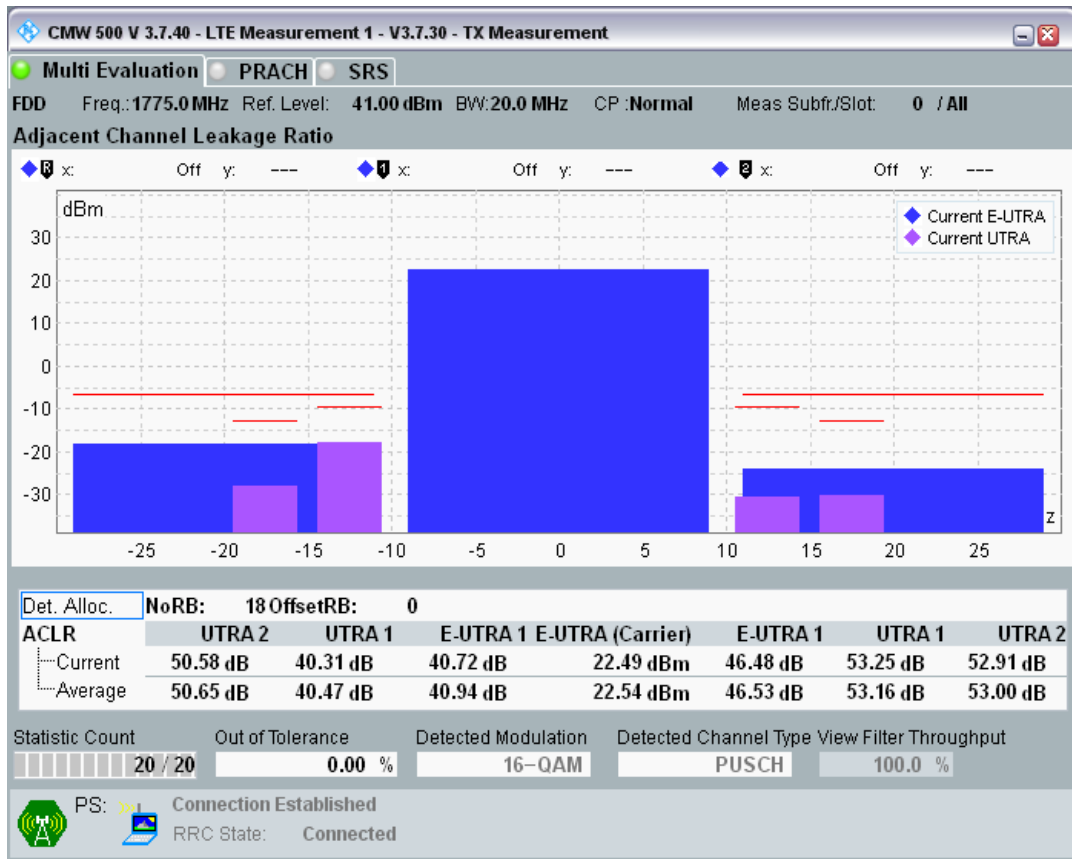 CMW 500 V 3.7.40 - LTE Measurement 1 - V3.7.30 - TX Measurement
Multi Evaluation PRACH SRS
FDD Freq.: 1775.0 MHz Ref. Level: 41.00 dBm BW: 20.0 MHz CP : Normal Meas Subfr./Slot: 0 / All
Adjacent Channel Leakage Ratio
R x: Off y: --- 1 x: Off y: --- 2 x: Off y: ---
dBm
Current E-UTRA
Current UTRA
30
20
10
0
-10
-20
-30
z
-25 -20 -15 -10 -5 0 5 10 15 20 25
Det. Alloc. NoRB: 18 OffsetRB: 0
ACLR UTRA 2 UTRA 1 E-UTRA 1 E-UTRA (Carrier) E-UTRA 1 UTRA 1 UTRA 2
Current 50.58 dB 40.31 dB 40.72 dB 22.49 dBm 46.48 dB 53.25 dB 52.91 dB
Average 50.65 dB 40.47 dB 40.94 dB 22.54 dBm 46.53 dB 53.16 dB 53.00 dB
Statistic Count Out of Tolerance Detected Modulation Detected Channel Type View Filter Throughput
20 / 20 0.00 % 16-QAM PUSCH 100.0 %
PS: Connection Established
RRC State: Connected